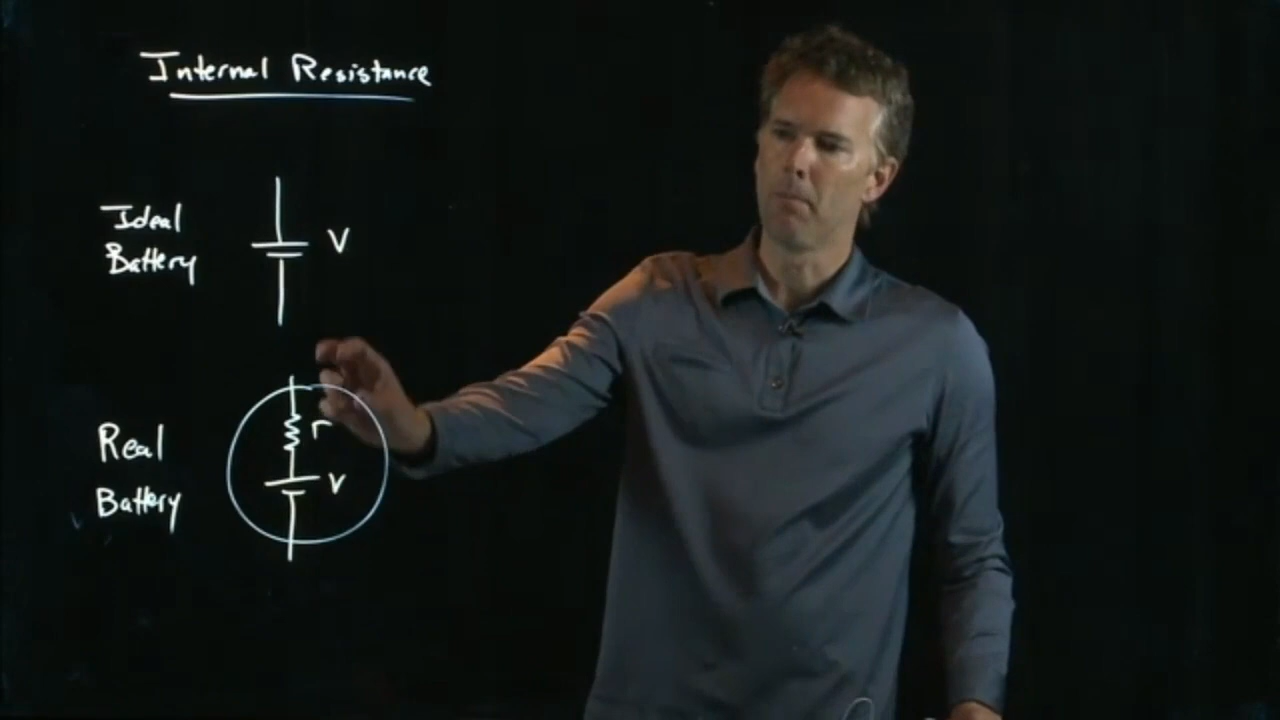 Internal Resistance
Ideal
Battery
V
Real
Battery
r
V